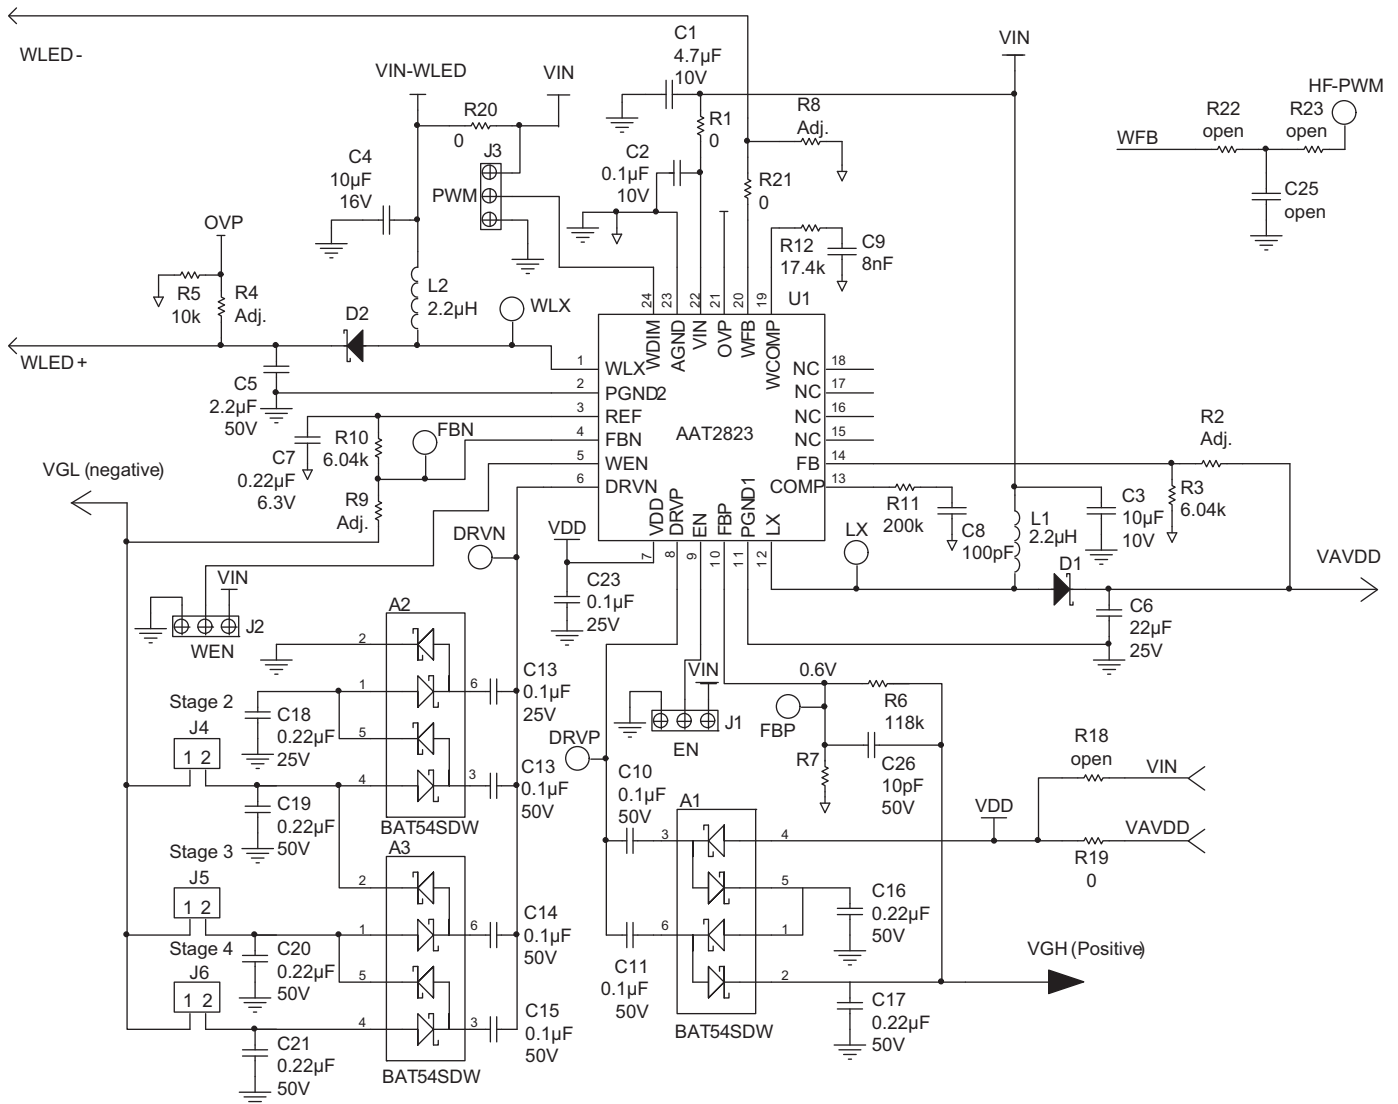 WLED-
VIN-WLED
VIN
R20
0
J3
PWM
C4
10µF
16V
C1
4.7µF
10V
R1
0
C2
0.1µF
10V
R8
Adj.
R21
0
VIN
HF-PWM
R22
open
R23
open
WFB
C25
open
R12
17.4k
C9
8nF
OVP
R5
10k
R4
Adj.
D2
L2
2.2µH
WLX
WLED+
C5
2.2µF
50V
24
23
22
21
20
19
U1
WDIM
AGND
VIN
OVP
WFB
WCOMP
1
WLX
2
PGND2
3
REF
4
FBN
5
WEN
6
DRVN
AAT2823
NC
18
NC
17
NC
16
NC
15
FB
14
COMP
13
VDD
DRVP
EN
FBP
PGND1
LX
7
8
9
10
11
12
C7
0.22µF
6.3V
R10
6.04k
FBN
R9
Adj.
VGL (negative)
DRVN
VDD
C23
0.1µF
25V
R11
200k
C8
100pF
L1
2.2µH
C3
10µF
10V
R2
Adj.
R3
6.04k
LX
D1
VAVDD
C6
22µF
25V
VIN
J2
WEN
A2
2
1
6
5
4
3
C13
0.1µF
25V
C13
0.1µF
50V
BAT54SDW
Stage 2
J4
1 2
C18
0.22µF
25V
C19
0.22µF
50V
Stage 3
J5
1 2
Stage 4
C20
0.22µF
50V
J6
1 2
C21
0.22µF
50V
A3
2
1
6
5
4
3
C14
0.1µF
50V
C15
0.1µF
50V
BAT54SDW
VIN
J1
EN
0.6V
FBP
R6
118k
R7
C26
10pF
50V
DRVP
C10
0.1µF
50V
A1
3
4
5
6
1
2
C11
0.1µF
50V
BAT54SDW
C16
0.22µF
50V
C17
0.22µF
50V
R18
open
VIN
VDD
VAVDD
R19
0
VGH (Positive)